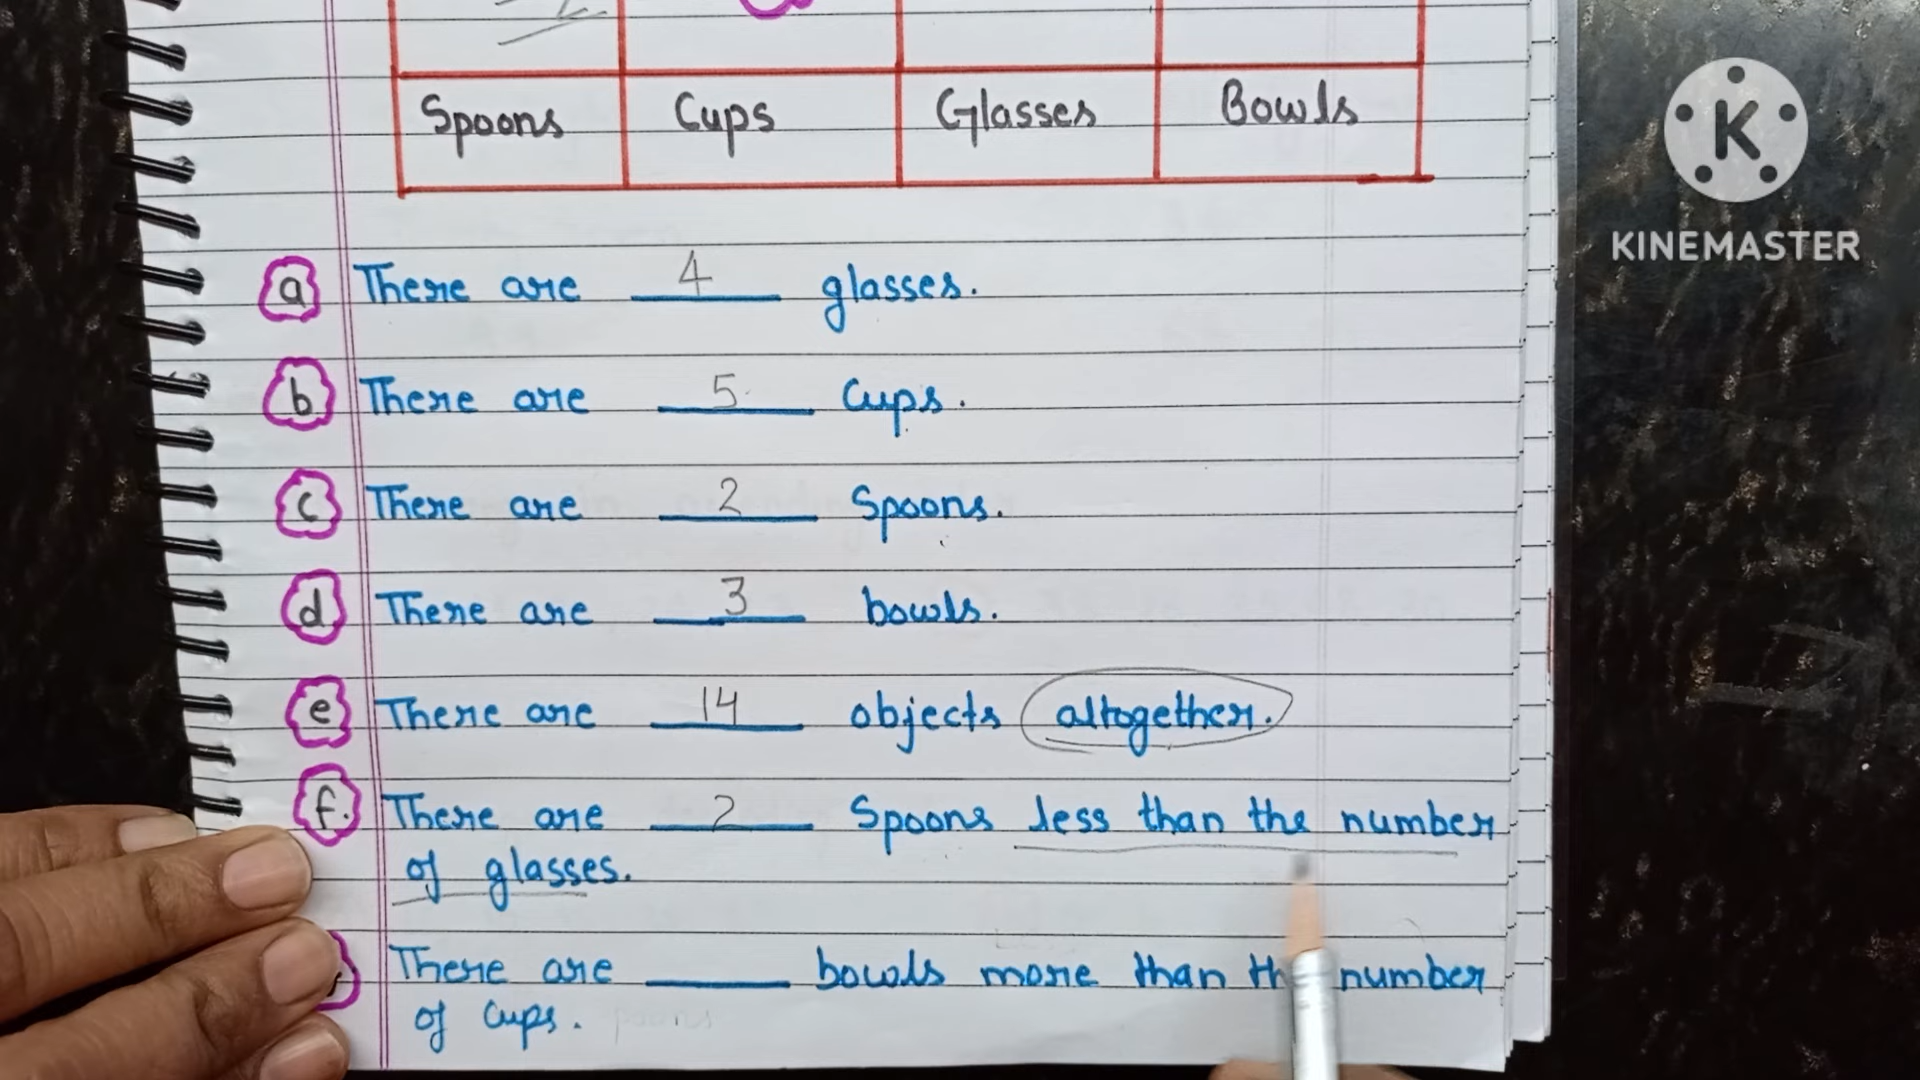 Spoons Cups Glasses Bowls
K
KINEMASTER
a There are 4 glasses.
b There are 5 Cups.
c There are 2 Spoons.
d There are 3 bowls.
e There are 14 objects altogether.
f. There are 2 Spoons less than the number
of glasses.
There are ____ bowls more than th number
of Cups.